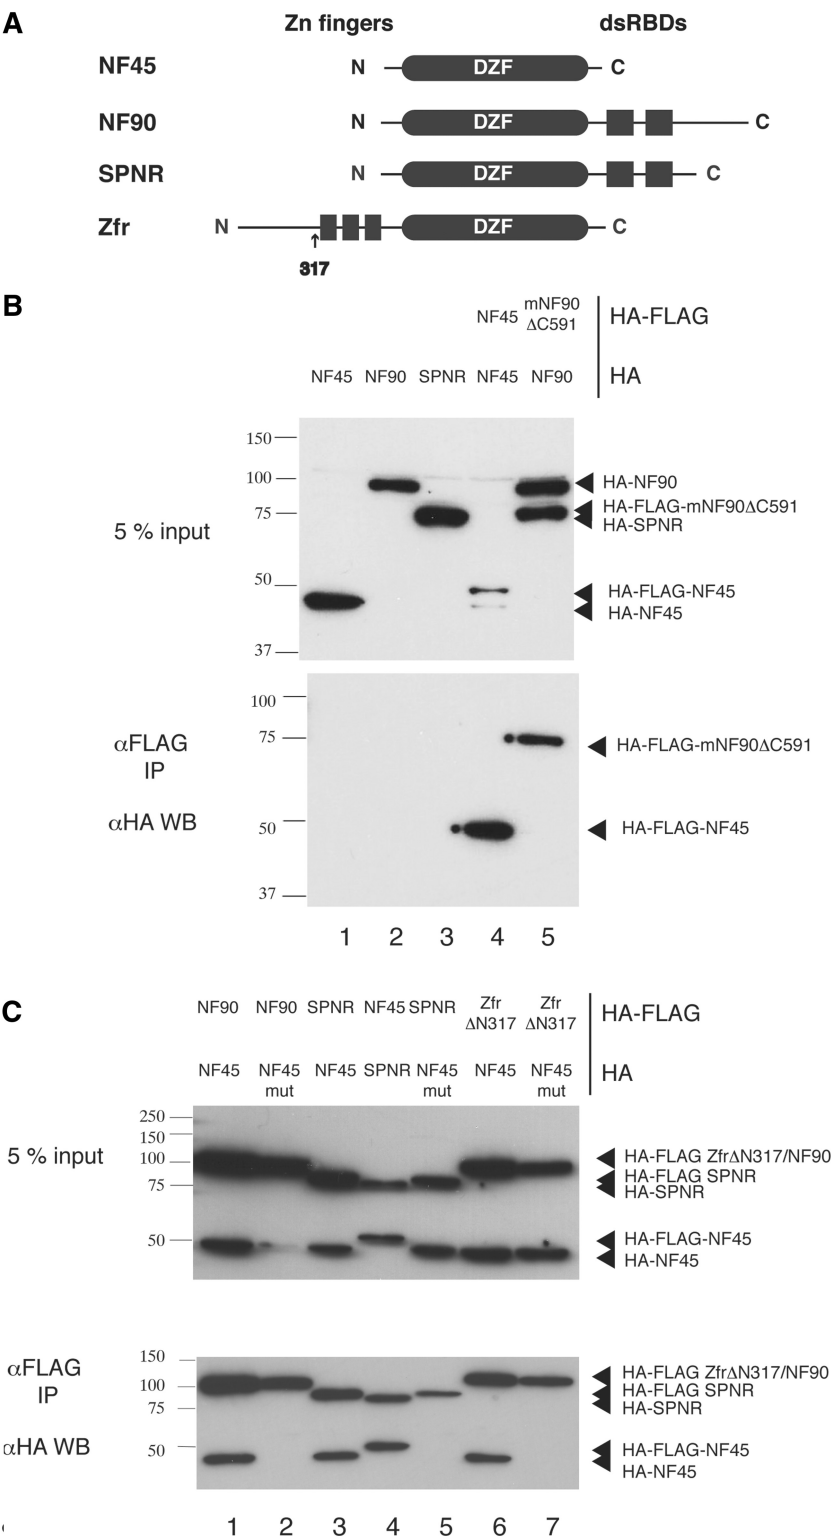 A
Zn fingers dsRBDs
NF45 N DZF C
NF90 N DZF C
SPNR N DZF C
Zfr N DZF C
317
B
NF45 mNF90 ΔC591 HA-FLAG
NF45 NF90 SPNR NF45 NF90 HA
5 % input
150
100
75
50
37
HA-NF90
HA-FLAG-mNF90ΔC591
HA-SPNR
HA-FLAG-NF45
HA-NF45
αFLAG
IP
αHA WB
100
75
50
37
HA-FLAG-mNF90ΔC591
HA-FLAG-NF45
1 2 3 4 5
C
NF90 NF90 SPNR NF45 SPNR Zfr ΔN317 Zfr ΔN317 HA-FLAG
NF45 NF45 mut NF45 SPNR NF45 mut NF45 NF45 mut HA
5 % input
250
150
100
75
50
HA-FLAG ZfrΔN317/NF90
HA-FLAG SPNR
HA-SPNR
HA-FLAG-NF45
HA-NF45
αFLAG
IP
αHA WB
150
100
75
50
HA-FLAG ZfrΔN317/NF90
HA-FLAG SPNR
HA-SPNR
HA-FLAG-NF45
HA-NF45
1 2 3 4 5 6 7